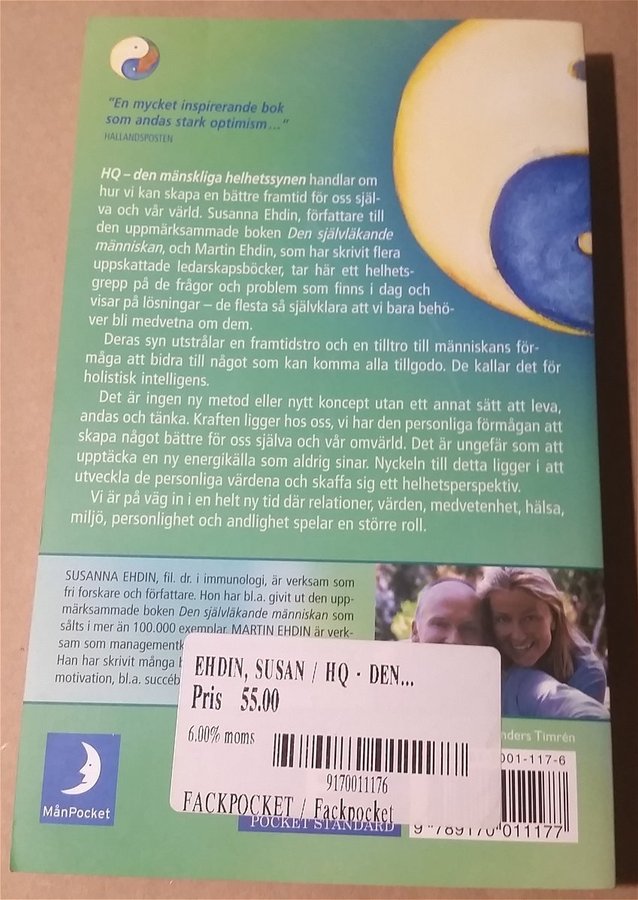 "En mycket inspirerande bok
som andas stark optimism..."
HALLANDSPOSTEN
HQ – den mänskliga helhetssynen handlar om
hur vi kan skapa en bättre framtid för oss själ-
va och vår värld. Susanna Ehdin, författare till
den uppmärksammade boken Den självläkande
människan, och Martin Ehdin, som har skrivit flera
uppskattade ledarskapsböcker, tar här ett helhets-
grepp på de frågor och problem som finns i dag och
visar på lösningar – de flesta så självklara att vi bara behö-
ver bli medvetna om dem.
Deras syn utstrålar en framtidstro och en tilltro till människans för-
måga att bidra till något som kan komma alla tillgodo. De kallar det för
holistisk intelligens.
Det är ingen ny metod eller nytt koncept utan ett annat sätt att leva,
andas och tänka. Kraften ligger hos oss, vi har den personliga förmågan att
skapa något bättre för oss själva och vår omvärld. Det är ungefär som att
upptäcka en ny energikälla som aldrig sinar. Nyckeln till detta ligger i att
utveckla de personliga värdena och skaffa sig ett helhetsperspektiv.
Vi är på väg in i en helt ny tid där relationer, värden, medvetenhet, hälsa,
miljö, personlighet och andlighet spelar en större roll.
SUSANNA EHDIN, fil. dr. i immunologi, är verksam som
fri forskare och författare. Hon har bl.a. givit ut den upp-
märksammade boken Den självläkande människan som
sålts i mer än 100.000 exemplar. MARTIN EHDIN är verk-
sam som managementk
Han har skrivit många
motivation, bl.a. succéb
EHDIN, SUSAN / HQ - DEN...
Pris 55.00
6.00% moms
9170011176
FACKPOCKET / Fackpocket
nders Timrén
001-117-6
MånPocket
POCKET STANDARD
9 789170 011177